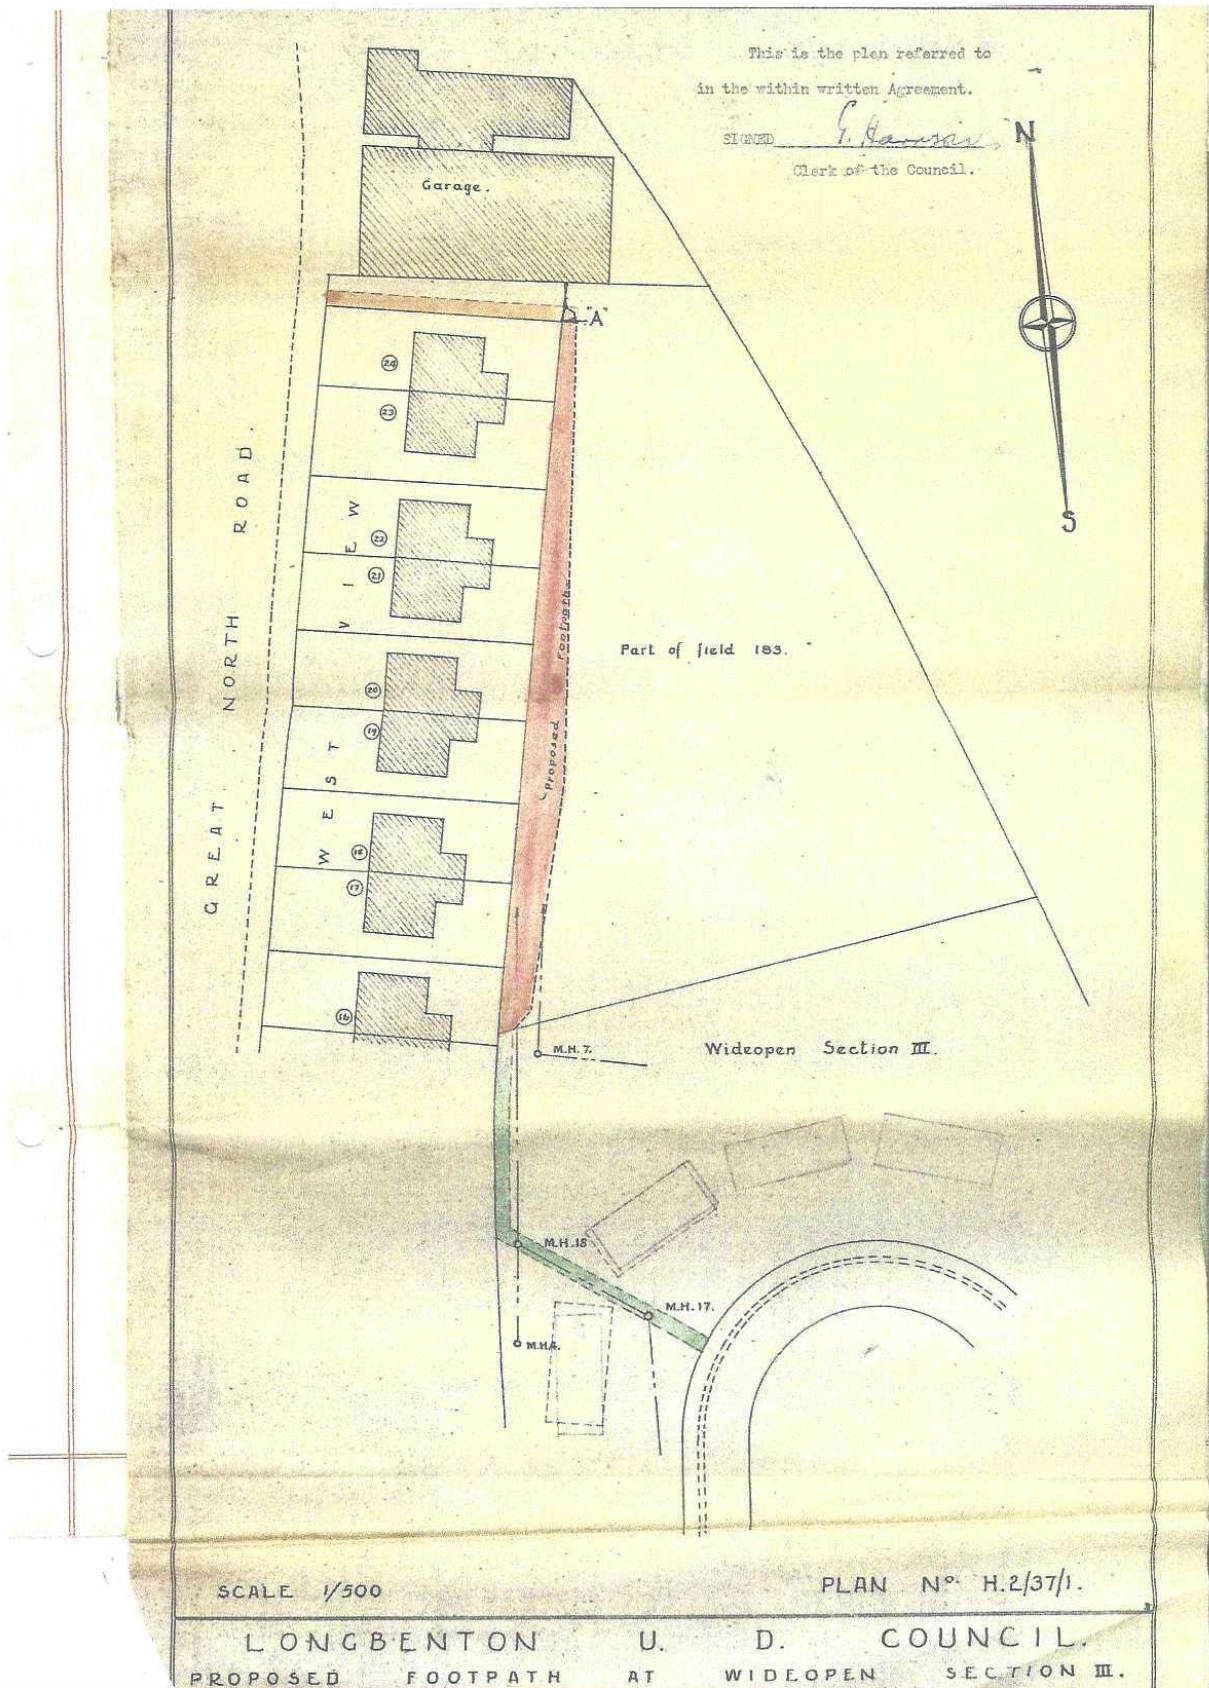 This is the plan referred to
in the within written Agreement.
SIGNED G. Harrison
Clerk of the Council.
N
S
Garage.
"A"
24
23
22
21
20
19
18
17
16
GREAT NORTH ROAD.
WEST VIEW
Proposed Footpath
Part of field 183.
M.H.7.
Wideopen Section III.
M.H.18
M.H.17.
M.H.4.
SCALE 1/500
PLAN No. H.2/37/1.
LONGBENTON U. D. COUNCIL.
PROPOSED FOOTPATH AT WIDEOPEN SECTION III.